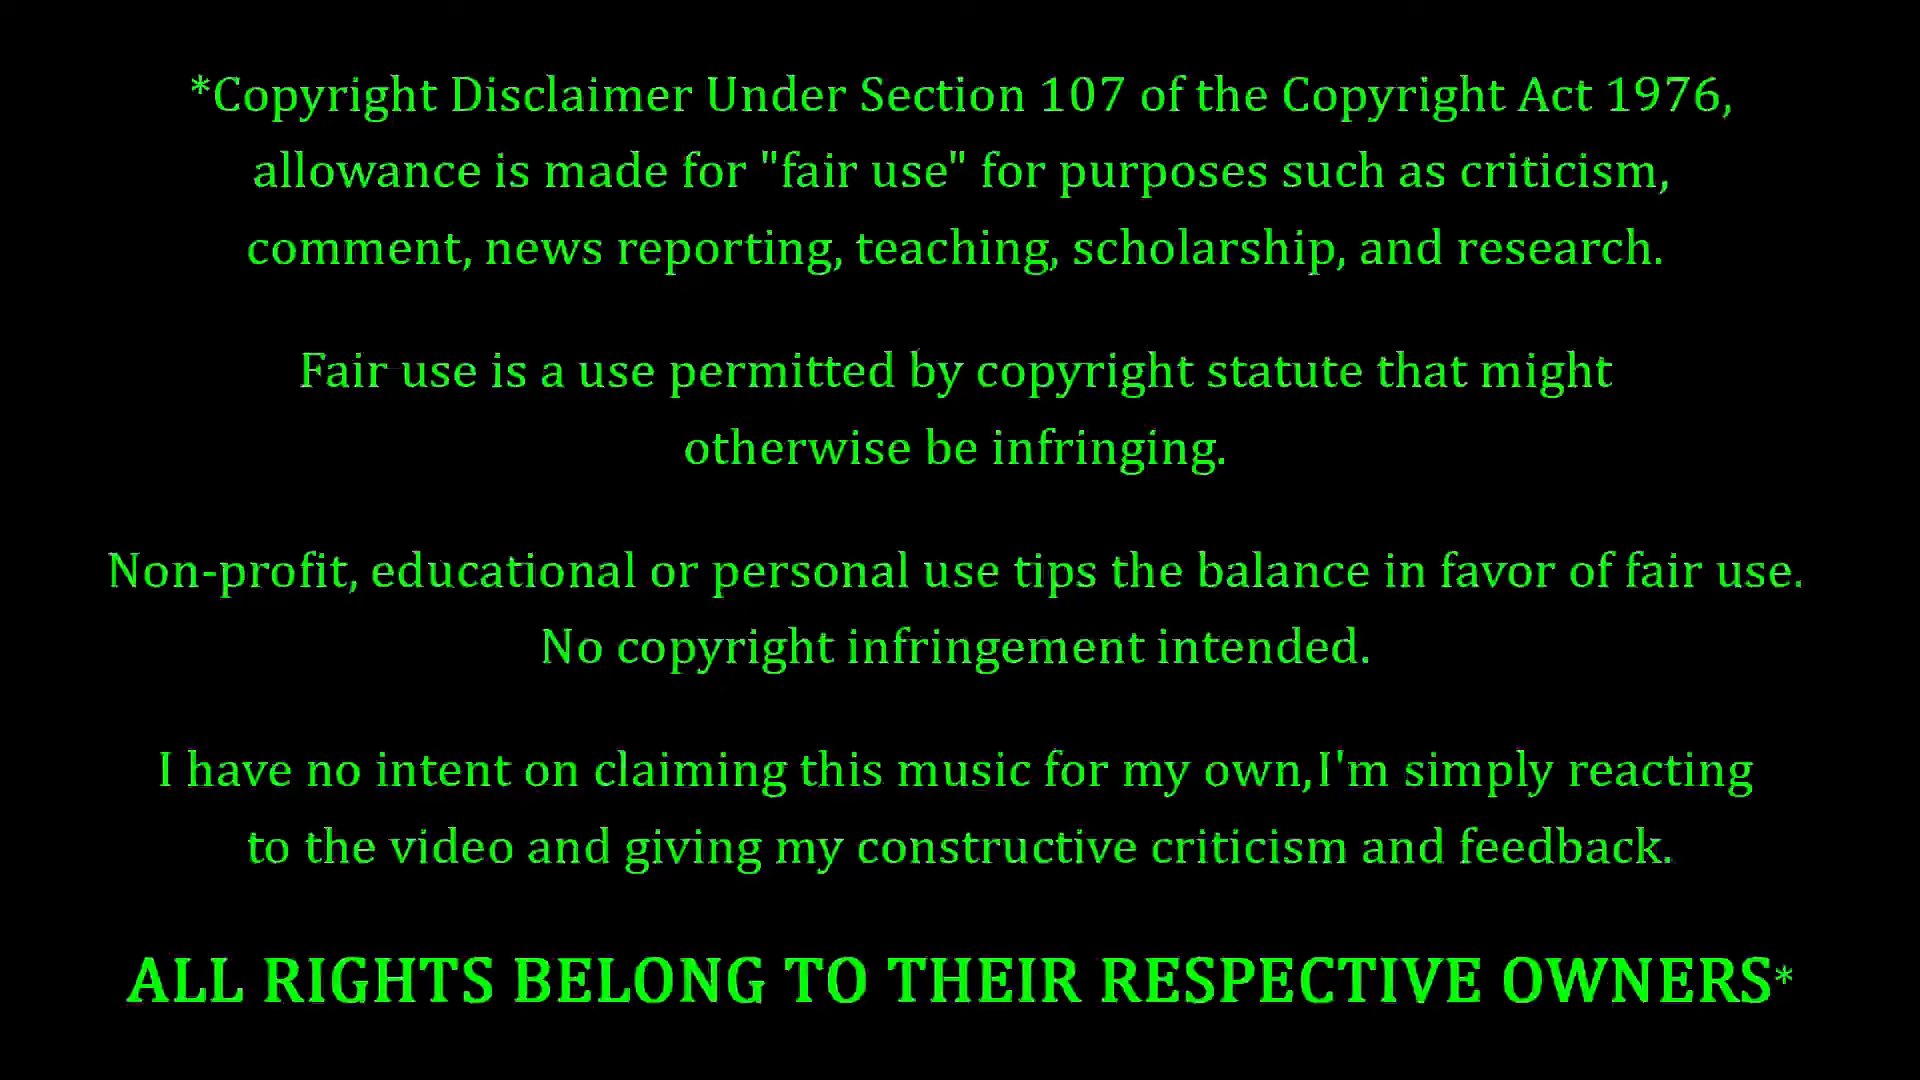 *Copyright Disclaimer Under Section 107 of the Copyright Act 1976,
allowance is made for "fair use" for purposes such as criticism,
comment, news reporting, teaching, scholarship, and research.
Fair use is a use permitted by copyright statute that might
otherwise be infringing.
Non-profit, educational or personal use tips the balance in favor of fair use.
No copyright infringement intended.
I have no intent on claiming this music for my own,I'm simply reacting
to the video and giving my constructive criticism and feedback.
ALL RIGHTS BELONG TO THEIR RESPECTIVE OWNERS*